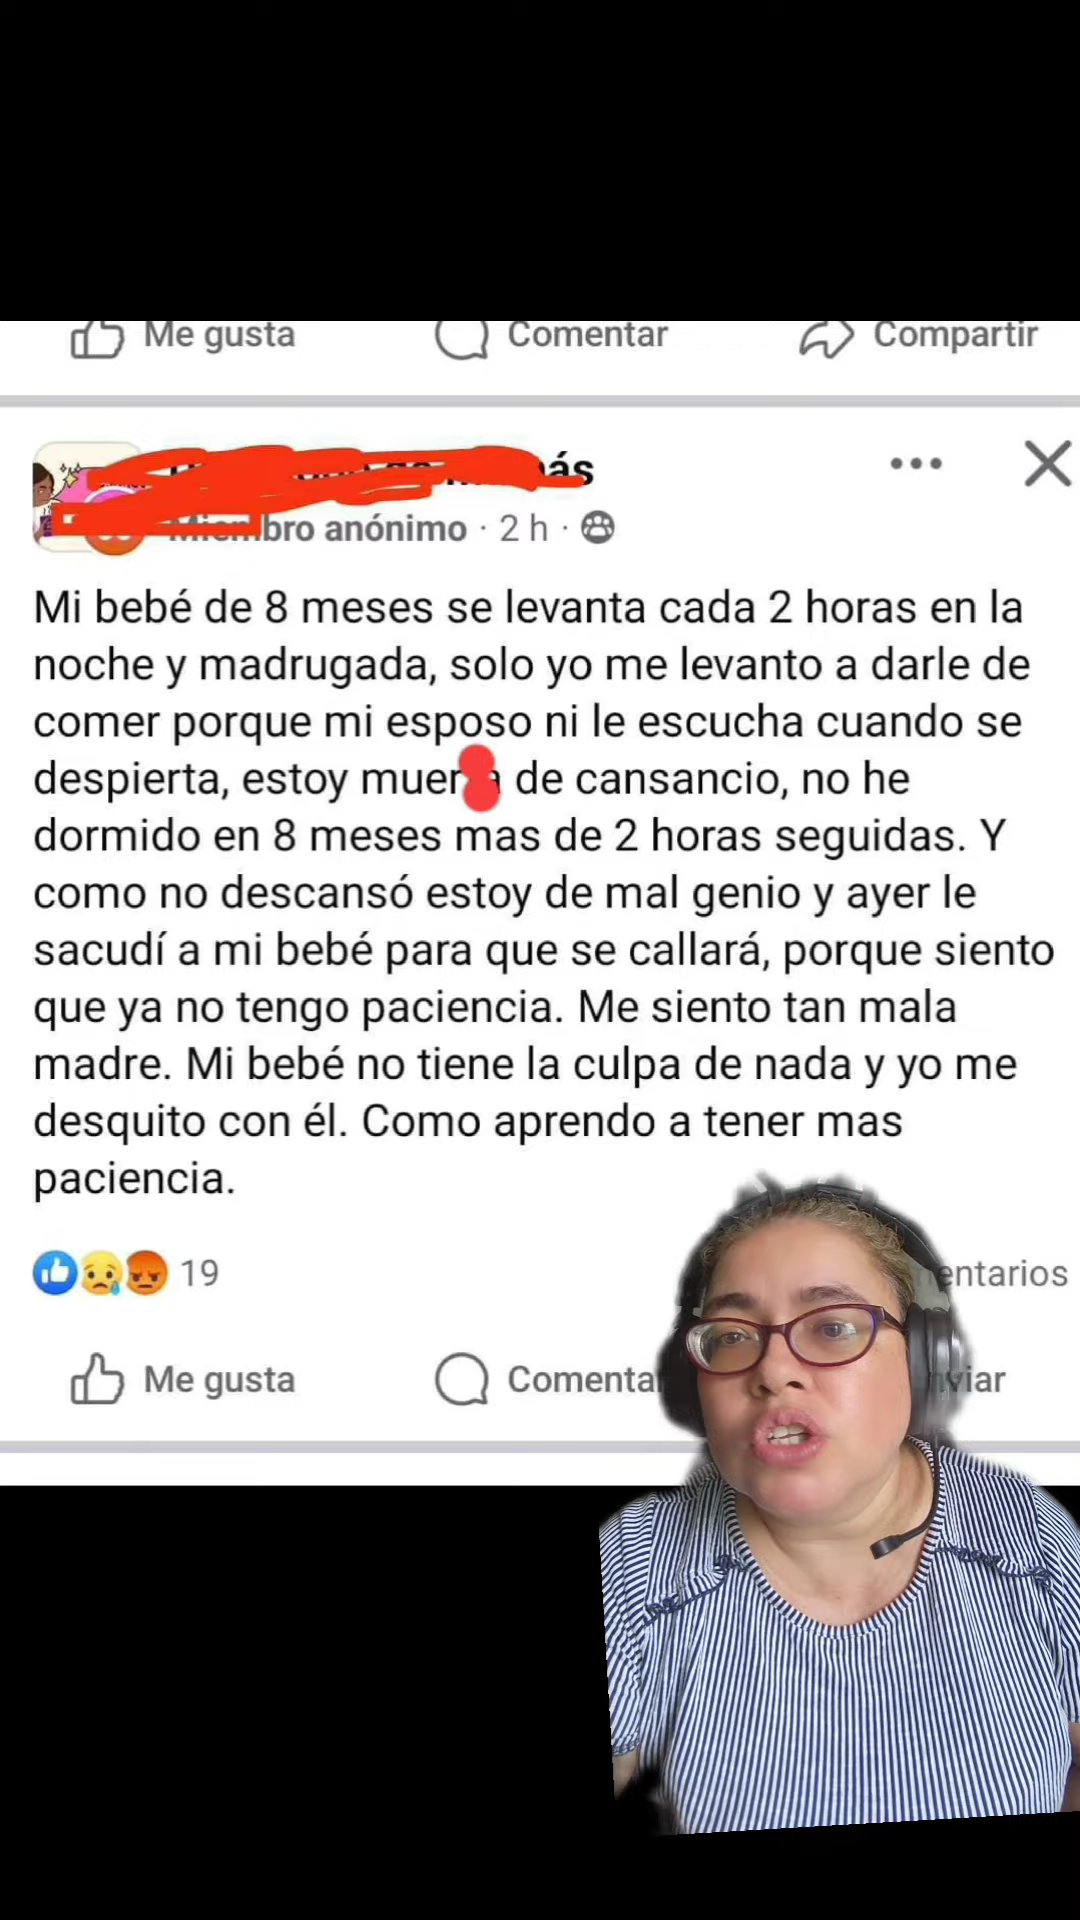 Me gusta
Comentar
Compartir
ás
bro anónimo · 2 h ·
Mi bebé de 8 meses se levanta cada 2 horas en la
noche y madrugada, solo yo me levanto a darle de
comer porque mi esposo ni le escucha cuando se
despierta, estoy de cansancio, no he
dormido en 8 meses mas de 2 horas seguidas. Y
como no descansó estoy de mal genio y ayer le
sacudí a mi bebé para que se callará, porque siento
que ya no tengo paciencia. Me siento tan mala
madre. Mi bebé no tiene la culpa de nada y yo me
desquito con él. Como aprendo a tener mas
paciencia.
19
entarios
Me gusta
Comenta
viar